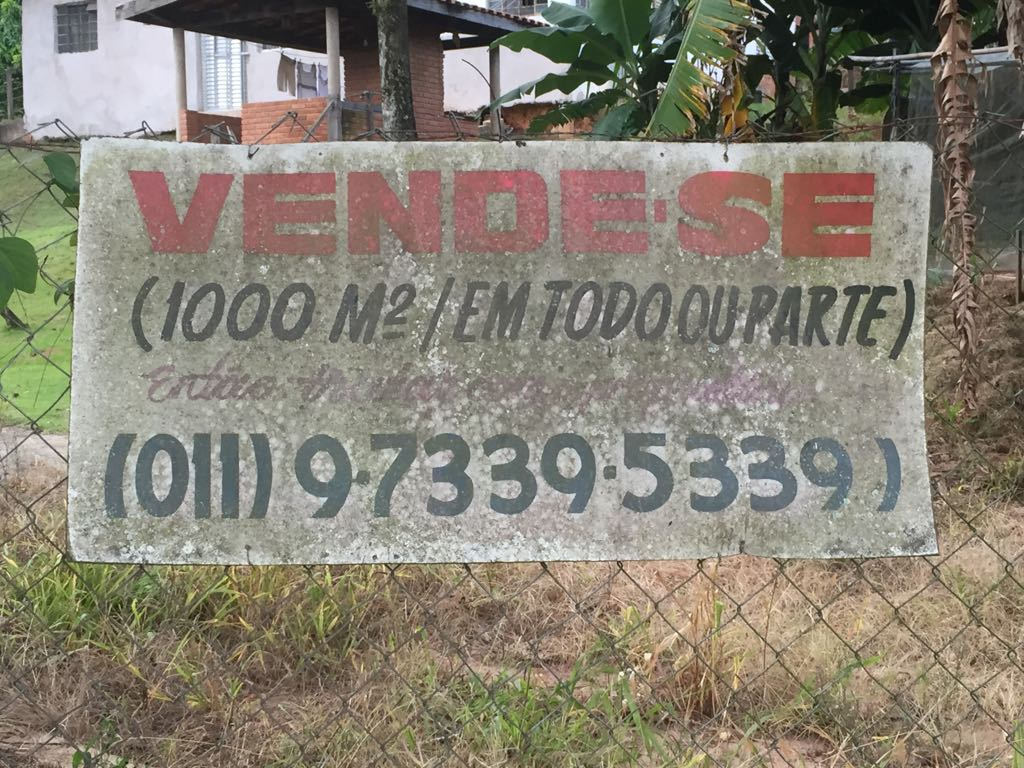 VENDE-SE
(1000 M² / EM TODO OU PARTE)
(011) 9·7339·5339)